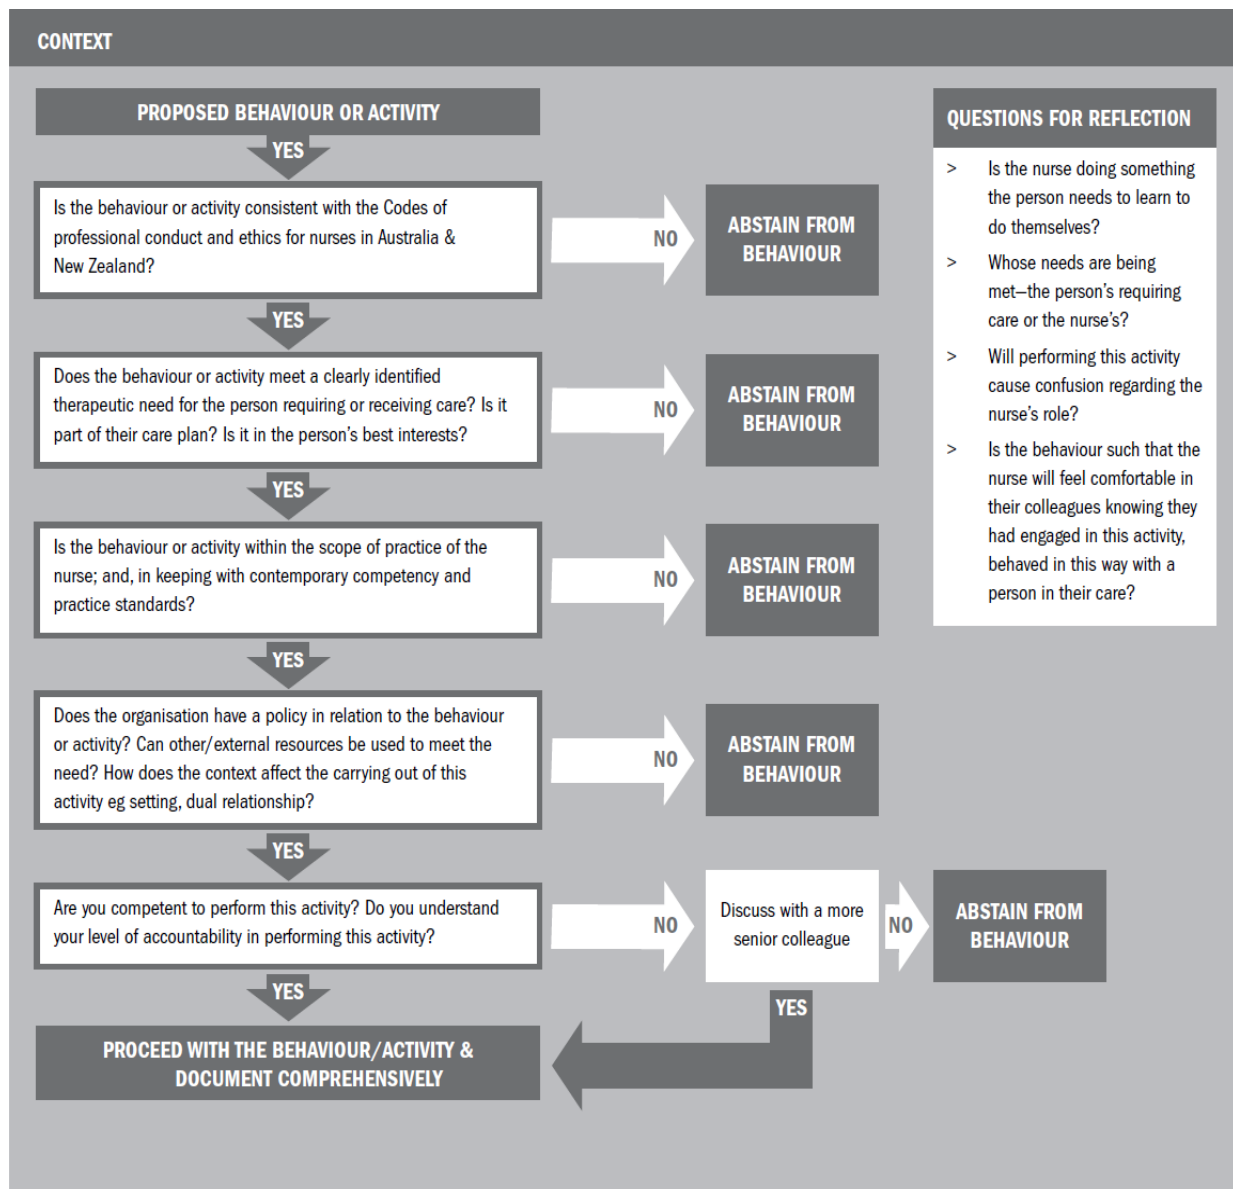 CONTEXT
PROPOSED BEHAVIOUR OR ACTIVITY
YES
Is the behaviour or activity consistent with the Codes of
professional conduct and ethics for nurses in Australia &
New Zealand?
NO
ABSTAIN FROM
BEHAVIOUR
YES
Does the behaviour or activity meet a clearly identified
therapeutic need for the person requiring or receiving care? Is it
part of their care plan? Is it in the person's best interests?
NO
ABSTAIN FROM
BEHAVIOUR
YES
Is the behaviour or activity within the scope of practice of the
nurse; and, in keeping with contemporary competency and
practice standards?
NO
ABSTAIN FROM
BEHAVIOUR
YES
Does the organisation have a policy in relation to the behaviour
or activity? Can other/external resources be used to meet the
need? How does the context affect the carrying out of this
activity eg setting, dual relationship?
NO
ABSTAIN FROM
BEHAVIOUR
YES
Are you competent to perform this activity? Do you understand
your level of accountability in performing this activity?
NO
Discuss with a more
senior colleague
NO
ABSTAIN FROM
BEHAVIOUR
YES
YES
PROCEED WITH THE BEHAVIOUR/ACTIVITY &
DOCUMENT COMPREHENSIVELY
QUESTIONS FOR REFLECTION
> Is the nurse doing something
the person needs to learn to
do themselves?
> Whose needs are being
met—the person's requiring
care or the nurse's?
> Will performing this activity
cause confusion regarding the
nurse's role?
> Is the behaviour such that the
nurse will feel comfortable in
their colleagues knowing they
had engaged in this activity,
behaved in this way with a
person in their care?